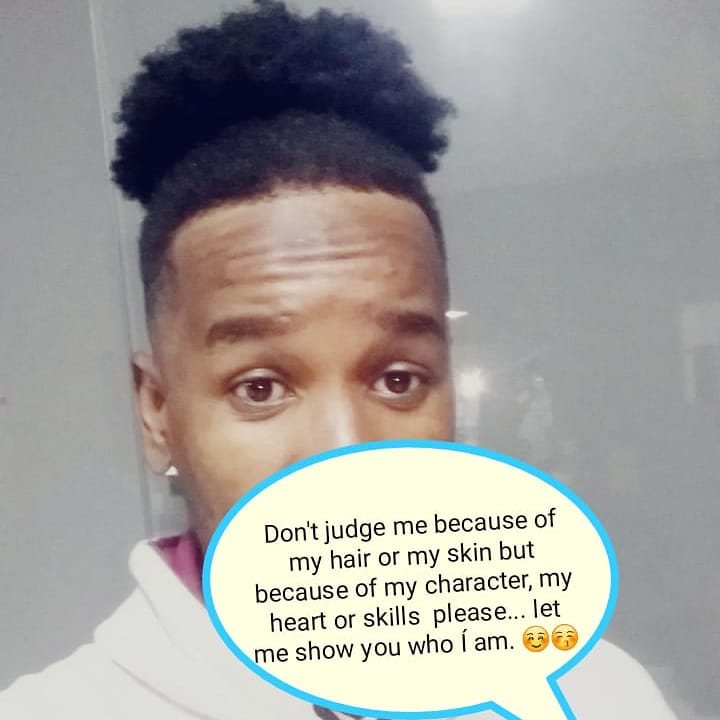 Don't judge me because of
my hair or my skin but
because of my character, my
heart or skills  please... let
me show you who Í am. ☺️😚